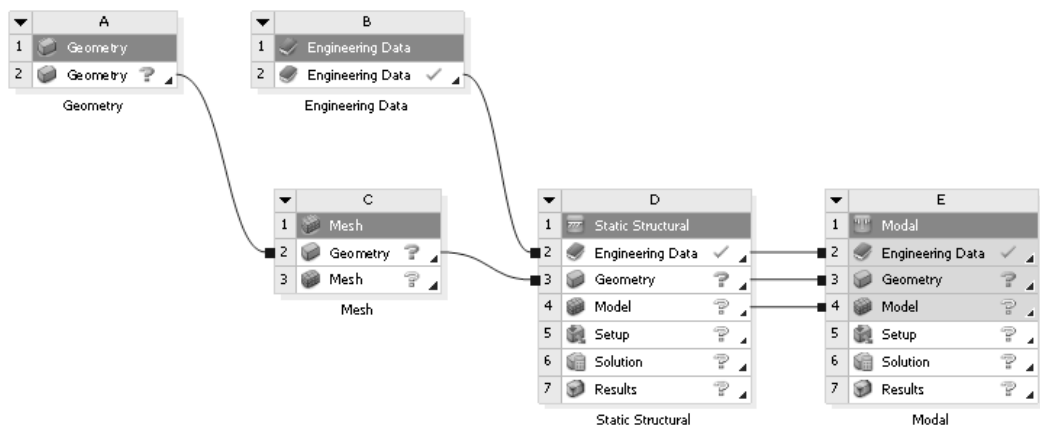 A
1 Geometry
2 Geometry ?
Geometry
B
1 Engineering Data
2 Engineering Data ✓
Engineering Data
C
1 Mesh
2 Geometry ?
3 Mesh ?
Mesh
D
1 Static Structural
2 Engineering Data ✓
3 Geometry ?
4 Model ?
5 Setup ?
6 Solution ?
7 Results ?
Static Structural
E
1 Modal
2 Engineering Data ✓
3 Geometry ?
4 Model ?
5 Setup ?
6 Solution ?
7 Results ?
Modal